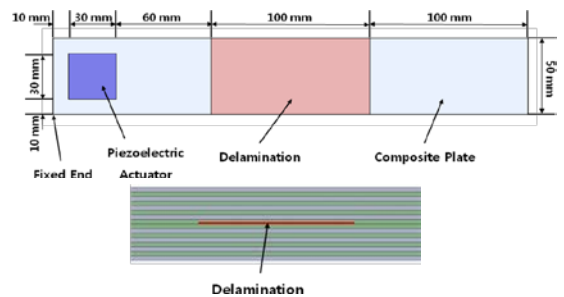 10 mm 30 mm 60 mm 100 mm 100 mm
30 mm
50 mm
10 mm
Piezoelectric
Actuator
Delamination
Composite Plate
Fixed End
Delamination